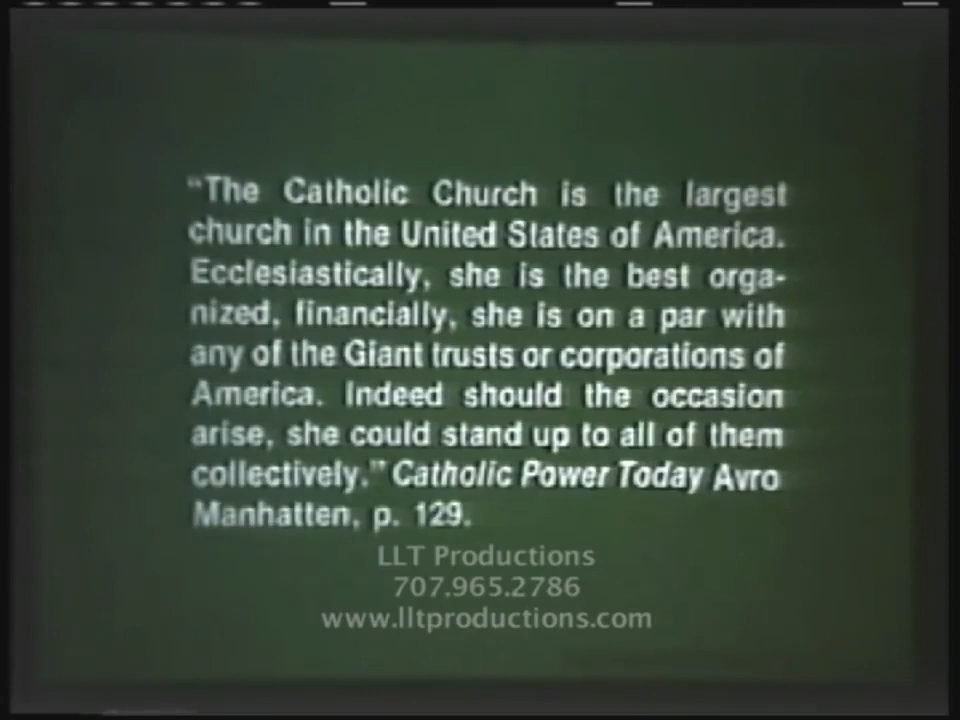 "The Catholic Church is the largest
church in the United States of America.
Ecclesiastically, she is the best orga-
nized, financially, she is on a par with
any of the Giant trusts or corporations of
America. Indeed should the occasion
arise, she could stand up to all of them
collectively." Catholic Power Today Avro
Manhatten, p. 129.
LLT Productions
707.965.2786
www.lltproductions.com